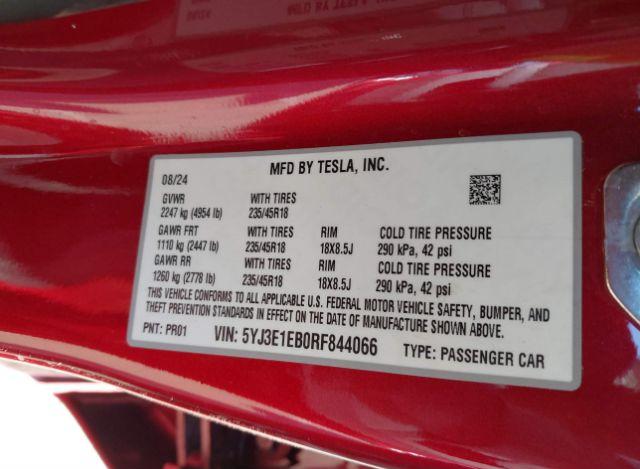 MFD BY TESLA, INC.
08/24
GVWR WITH TIRES
2247 kg (4954 lb) 235/45R18
GAWR FRT WITH TIRES RIM COLD TIRE PRESSURE
1110 kg (2447 lb) 235/45R18 18X8.5J 290 kPa, 42 psi
GAWR RR WITH TIRES RIM COLD TIRE PRESSURE
1260 kg (2778 lb) 235/45R18 18X8.5J 290 kPa, 42 psi
THIS VEHICLE CONFORMS TO ALL APPLICABLE U.S. FEDERAL MOTOR VEHICLE SAFETY, BUMPER, AND
THEFT PREVENTION STANDARDS IN EFFECT ON THE DATE OF MANUFACTURE SHOWN ABOVE.
PNT: PR01 VIN: 5YJ3E1EB0RF844066 TYPE: PASSENGER CAR